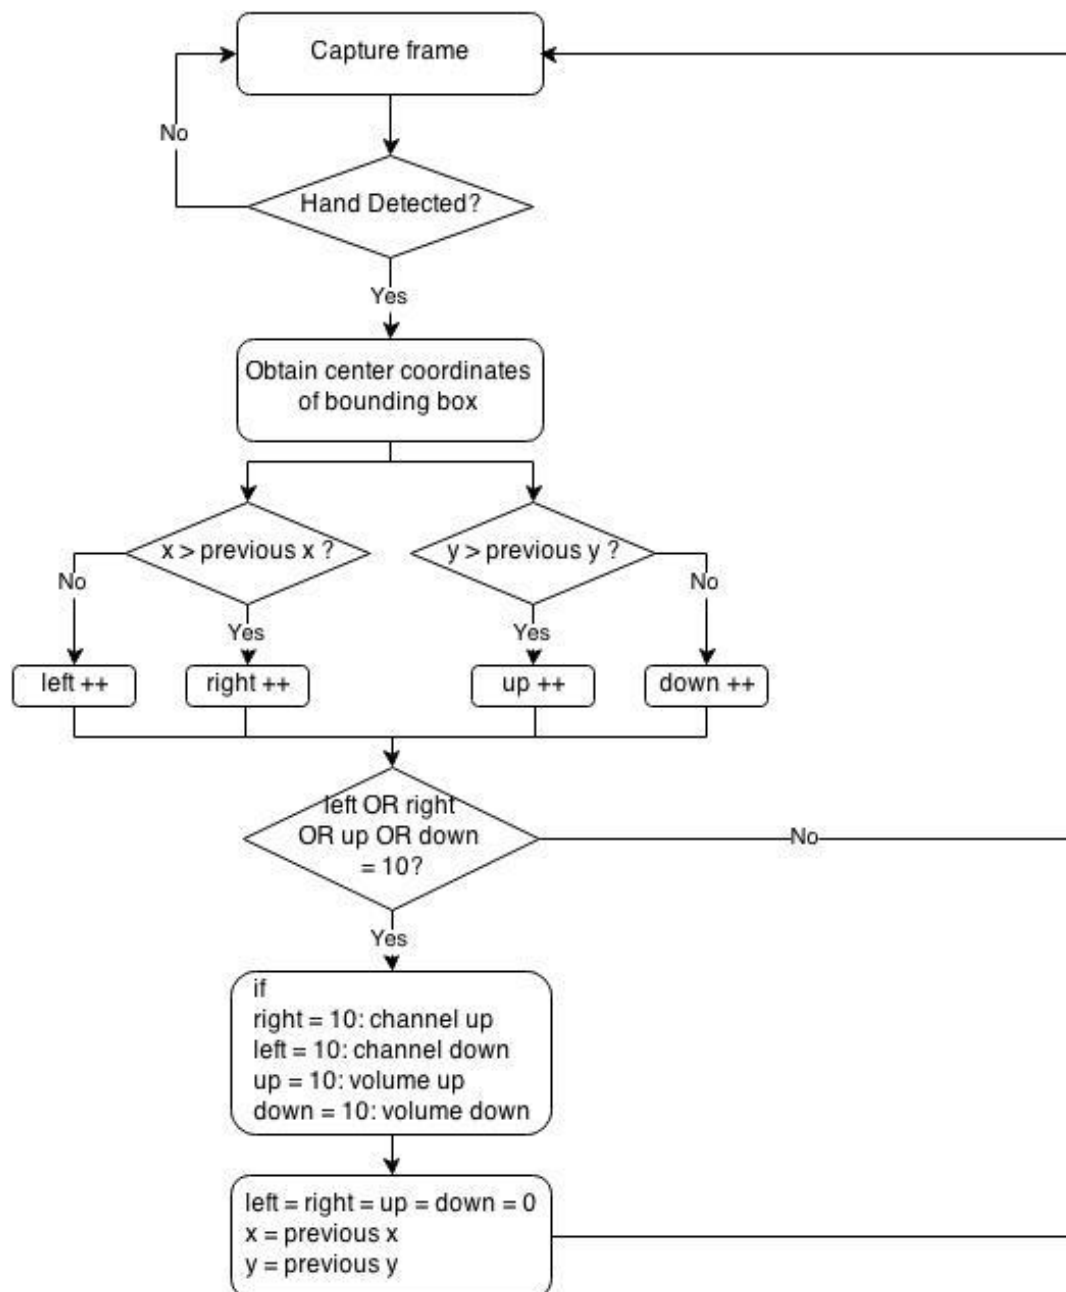 Capture frame
No
Hand Detected?
Yes
Obtain center coordinates
of bounding box
x > previous x ?
y > previous y ?
No
Yes
Yes
No
left ++
right ++
up ++
down ++
left OR right
OR up OR down
= 10?
No
Yes
if
right = 10: channel up
left = 10: channel down
up = 10: volume up
down = 10: volume down
left = right = up = down = 0
x = previous x
y = previous y